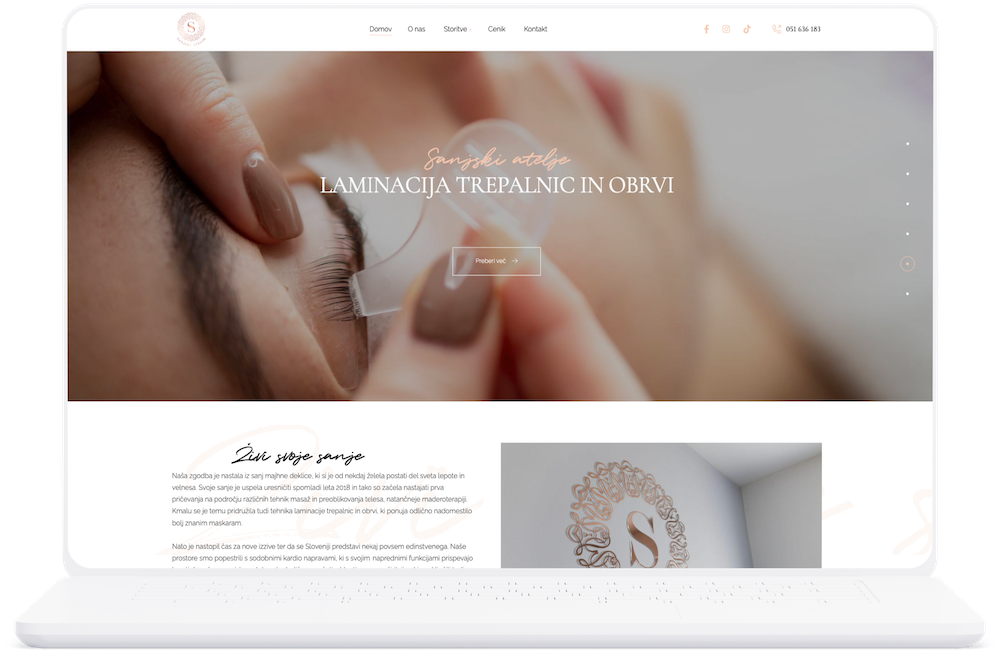 S
Domov
O nas
Storitve
Cenik
Kontakt
051 636 183
Sanjski atelje
LAMINACIJA TREPALNIC IN OBRVI
Preberi več
Živi svoje sanje
Naša zgodba je nastala iz sanj majhne deklice, ki si je od nekdaj želela postati del sveta lepote in
velnesa. Svoje sanje je uspela uresničiti spomladi leta 2018 in tako so začela nastajati prva
pričevanja na področju različnih tehnik masaž in preoblikovanja telesa, natančneje maderoterapiji.
Kmalu se je temu pridružila tudi tehnika laminacije trepalnic in obrvi, ki ponuja odlično nadomestilo
bolj znanim maskaram.
Nato je nastopil čas za nove izzive ter da se Sloveniji predstavi nekaj povsem edinstvenega. Naše
prostore smo popestrili s sodobnimi kardio napravami, ki s svojim naprednimi funkcijami prispevajo
S